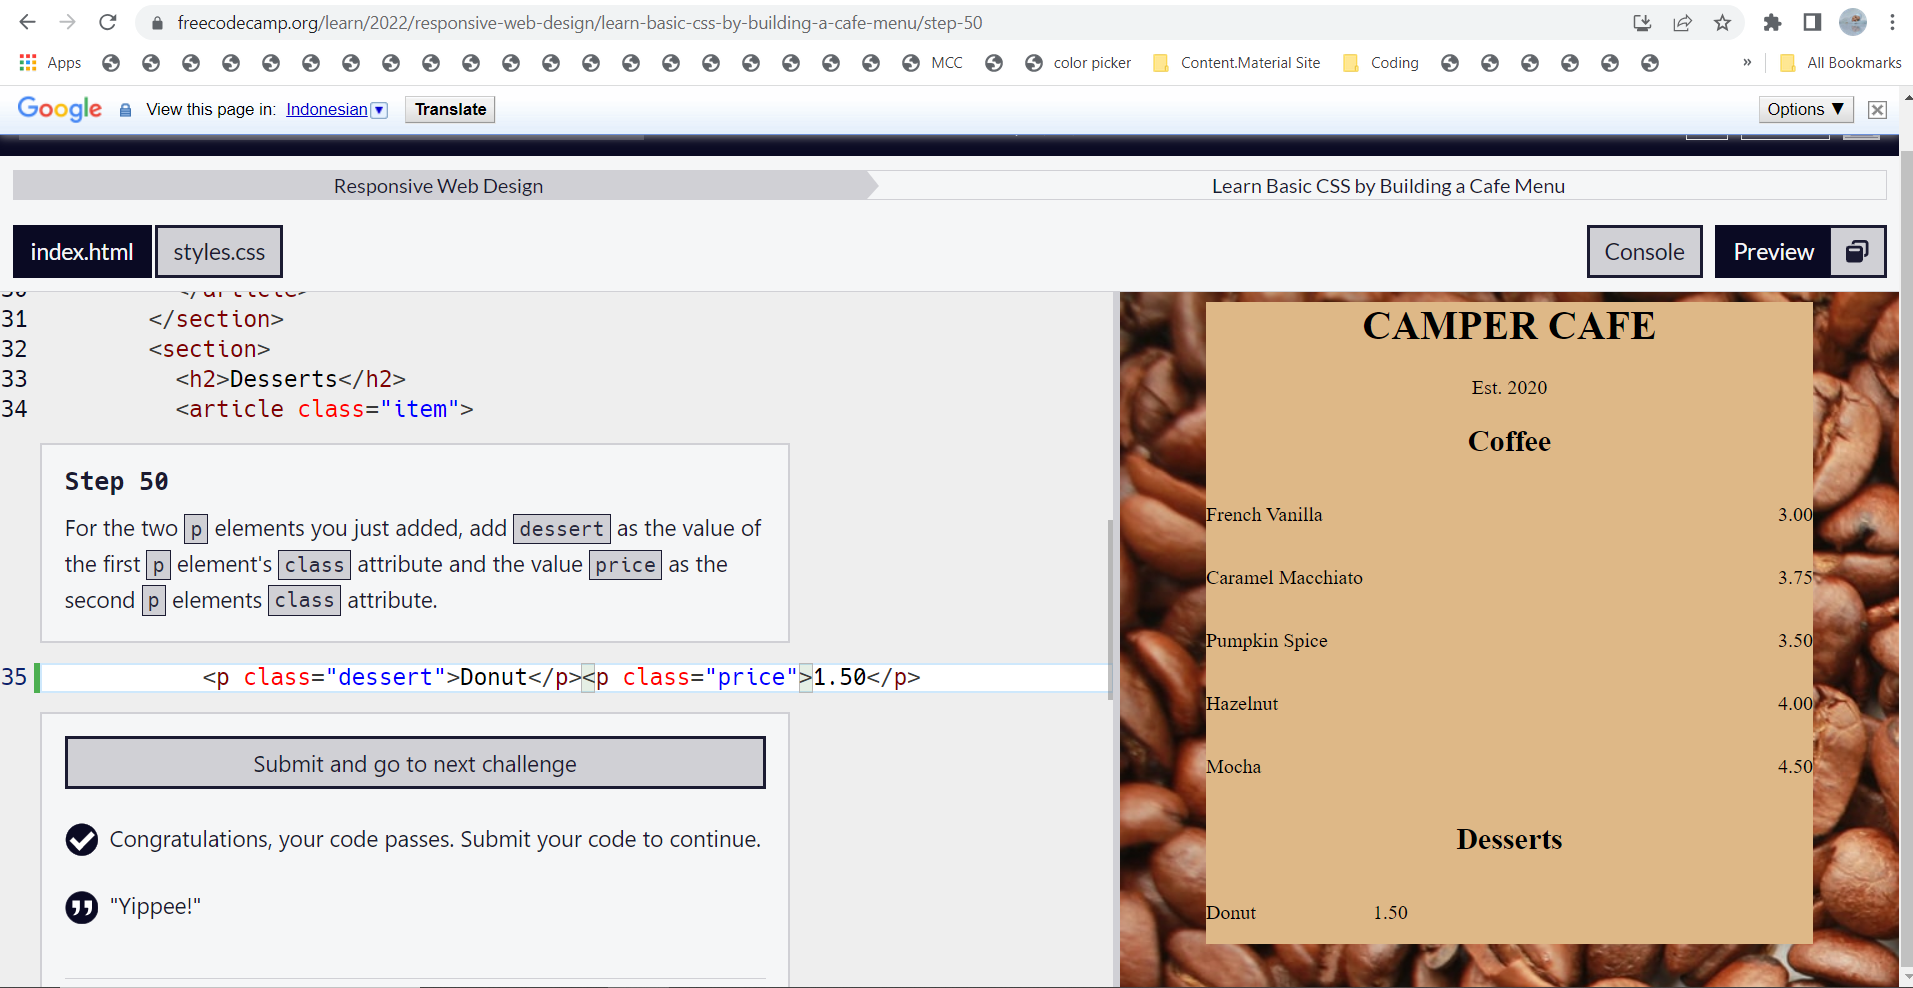 freecodecamp.org/learn/2022/responsive-web-design/learn-basic-css-by-building-a-cafe-menu/step-50
Apps MCC color picker Content.Material Site Coding » All Bookmarks
Google View this page in: Indonesian Translate Options ▼
Responsive Web Design Learn Basic CSS by Building a Cafe Menu
index.html styles.css Console Preview
30 </article>
31 </section>
32 <section>
33 <h2>Desserts</h2>
34 <article class="item">
Step 50
For the two p elements you just added, add dessert as the value of
the first p element's class attribute and the value price as the
second p elements class attribute.
35 <p class="dessert">Donut</p><p class="price">1.50</p>
Submit and go to next challenge
Congratulations, your code passes. Submit your code to continue.
"Yippee!"
CAMPER CAFE
Est. 2020
Coffee
French Vanilla 3.00
Caramel Macchiato 3.75
Pumpkin Spice 3.50
Hazelnut 4.00
Mocha 4.50
Desserts
Donut 1.50